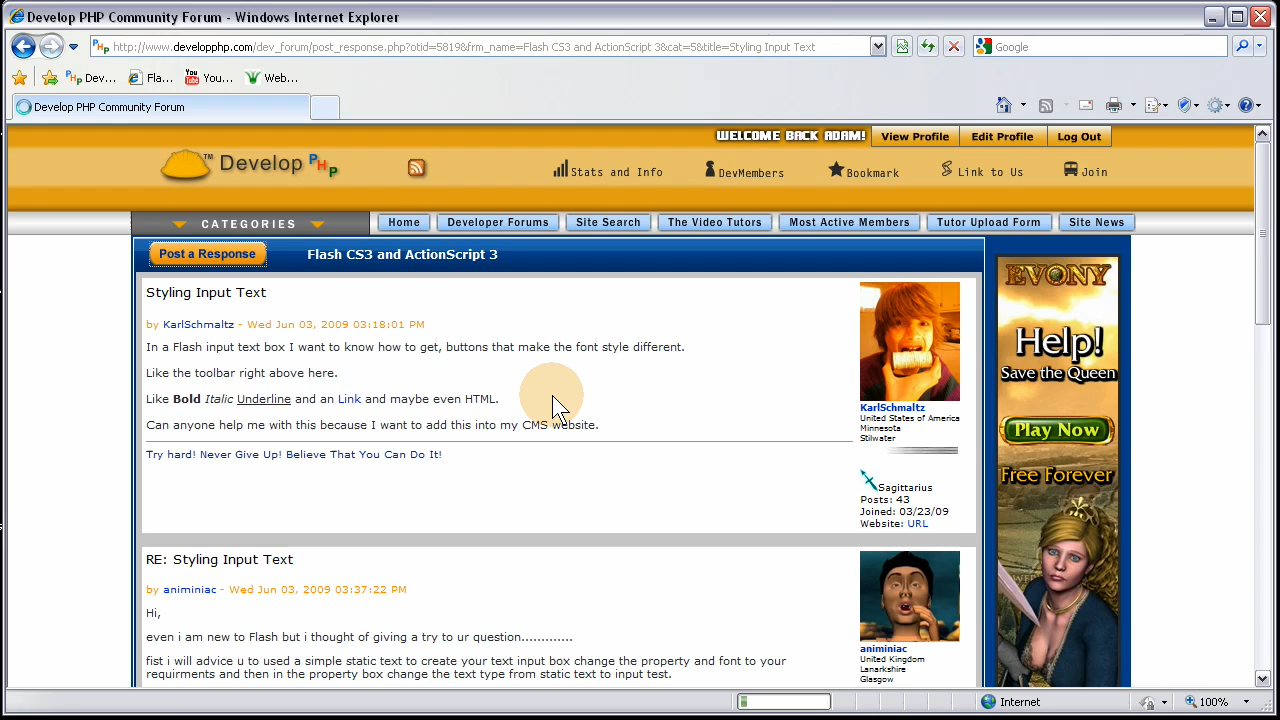 Develop PHP Community Forum - Windows Internet Explorer
http://www.developphp.com/dev_forum/post_response.php?otid=5819&frm_name=Flash CS3 and ActionScript 3&cat=5&title=Styling Input Text
Google
Dev...
Fla...
You...
Web...
Develop PHP Community Forum
WELCOME BACK ADAM!
View Profile
Edit Profile
Log Out
Develop PHP
Stats and Info
DevMembers
Bookmark
Link to Us
Join
CATEGORIES
Home
Developer Forums
Site Search
The Video Tutors
Most Active Members
Tutor Upload Form
Site News
Post a Response
Flash CS3 and ActionScript 3
Styling Input Text
by KarlSchmaltz - Wed Jun 03, 2009 03:18:01 PM
In a Flash input text box I want to know how to get, buttons that make the font style different.
Like the toolbar right above here.
Like Bold Italic Underline and an Link and maybe even HTML.
Can anyone help me with this because I want to add this into my CMS website.
Try hard! Never Give Up! Believe That You Can Do It!
KarlSchmaltz
United States of America
Minnesota
Stilwater
Sagittarius
Posts: 43
Joined: 03/23/09
Website: URL
RE: Styling Input Text
by animiniac - Wed Jun 03, 2009 03:37:22 PM
Hi,
even i am new to Flash but i thought of giving a try to ur question.............
fist i will advice u to used a simple static text to create your text input box change the property and font to your
requirments and then in the property box change the text type from static text to input test.
animiniac
United Kingdom
Lanarkshire
Glasgow
EVONY
Help!
Save the Queen
Play Now
Free Forever
Internet
100%